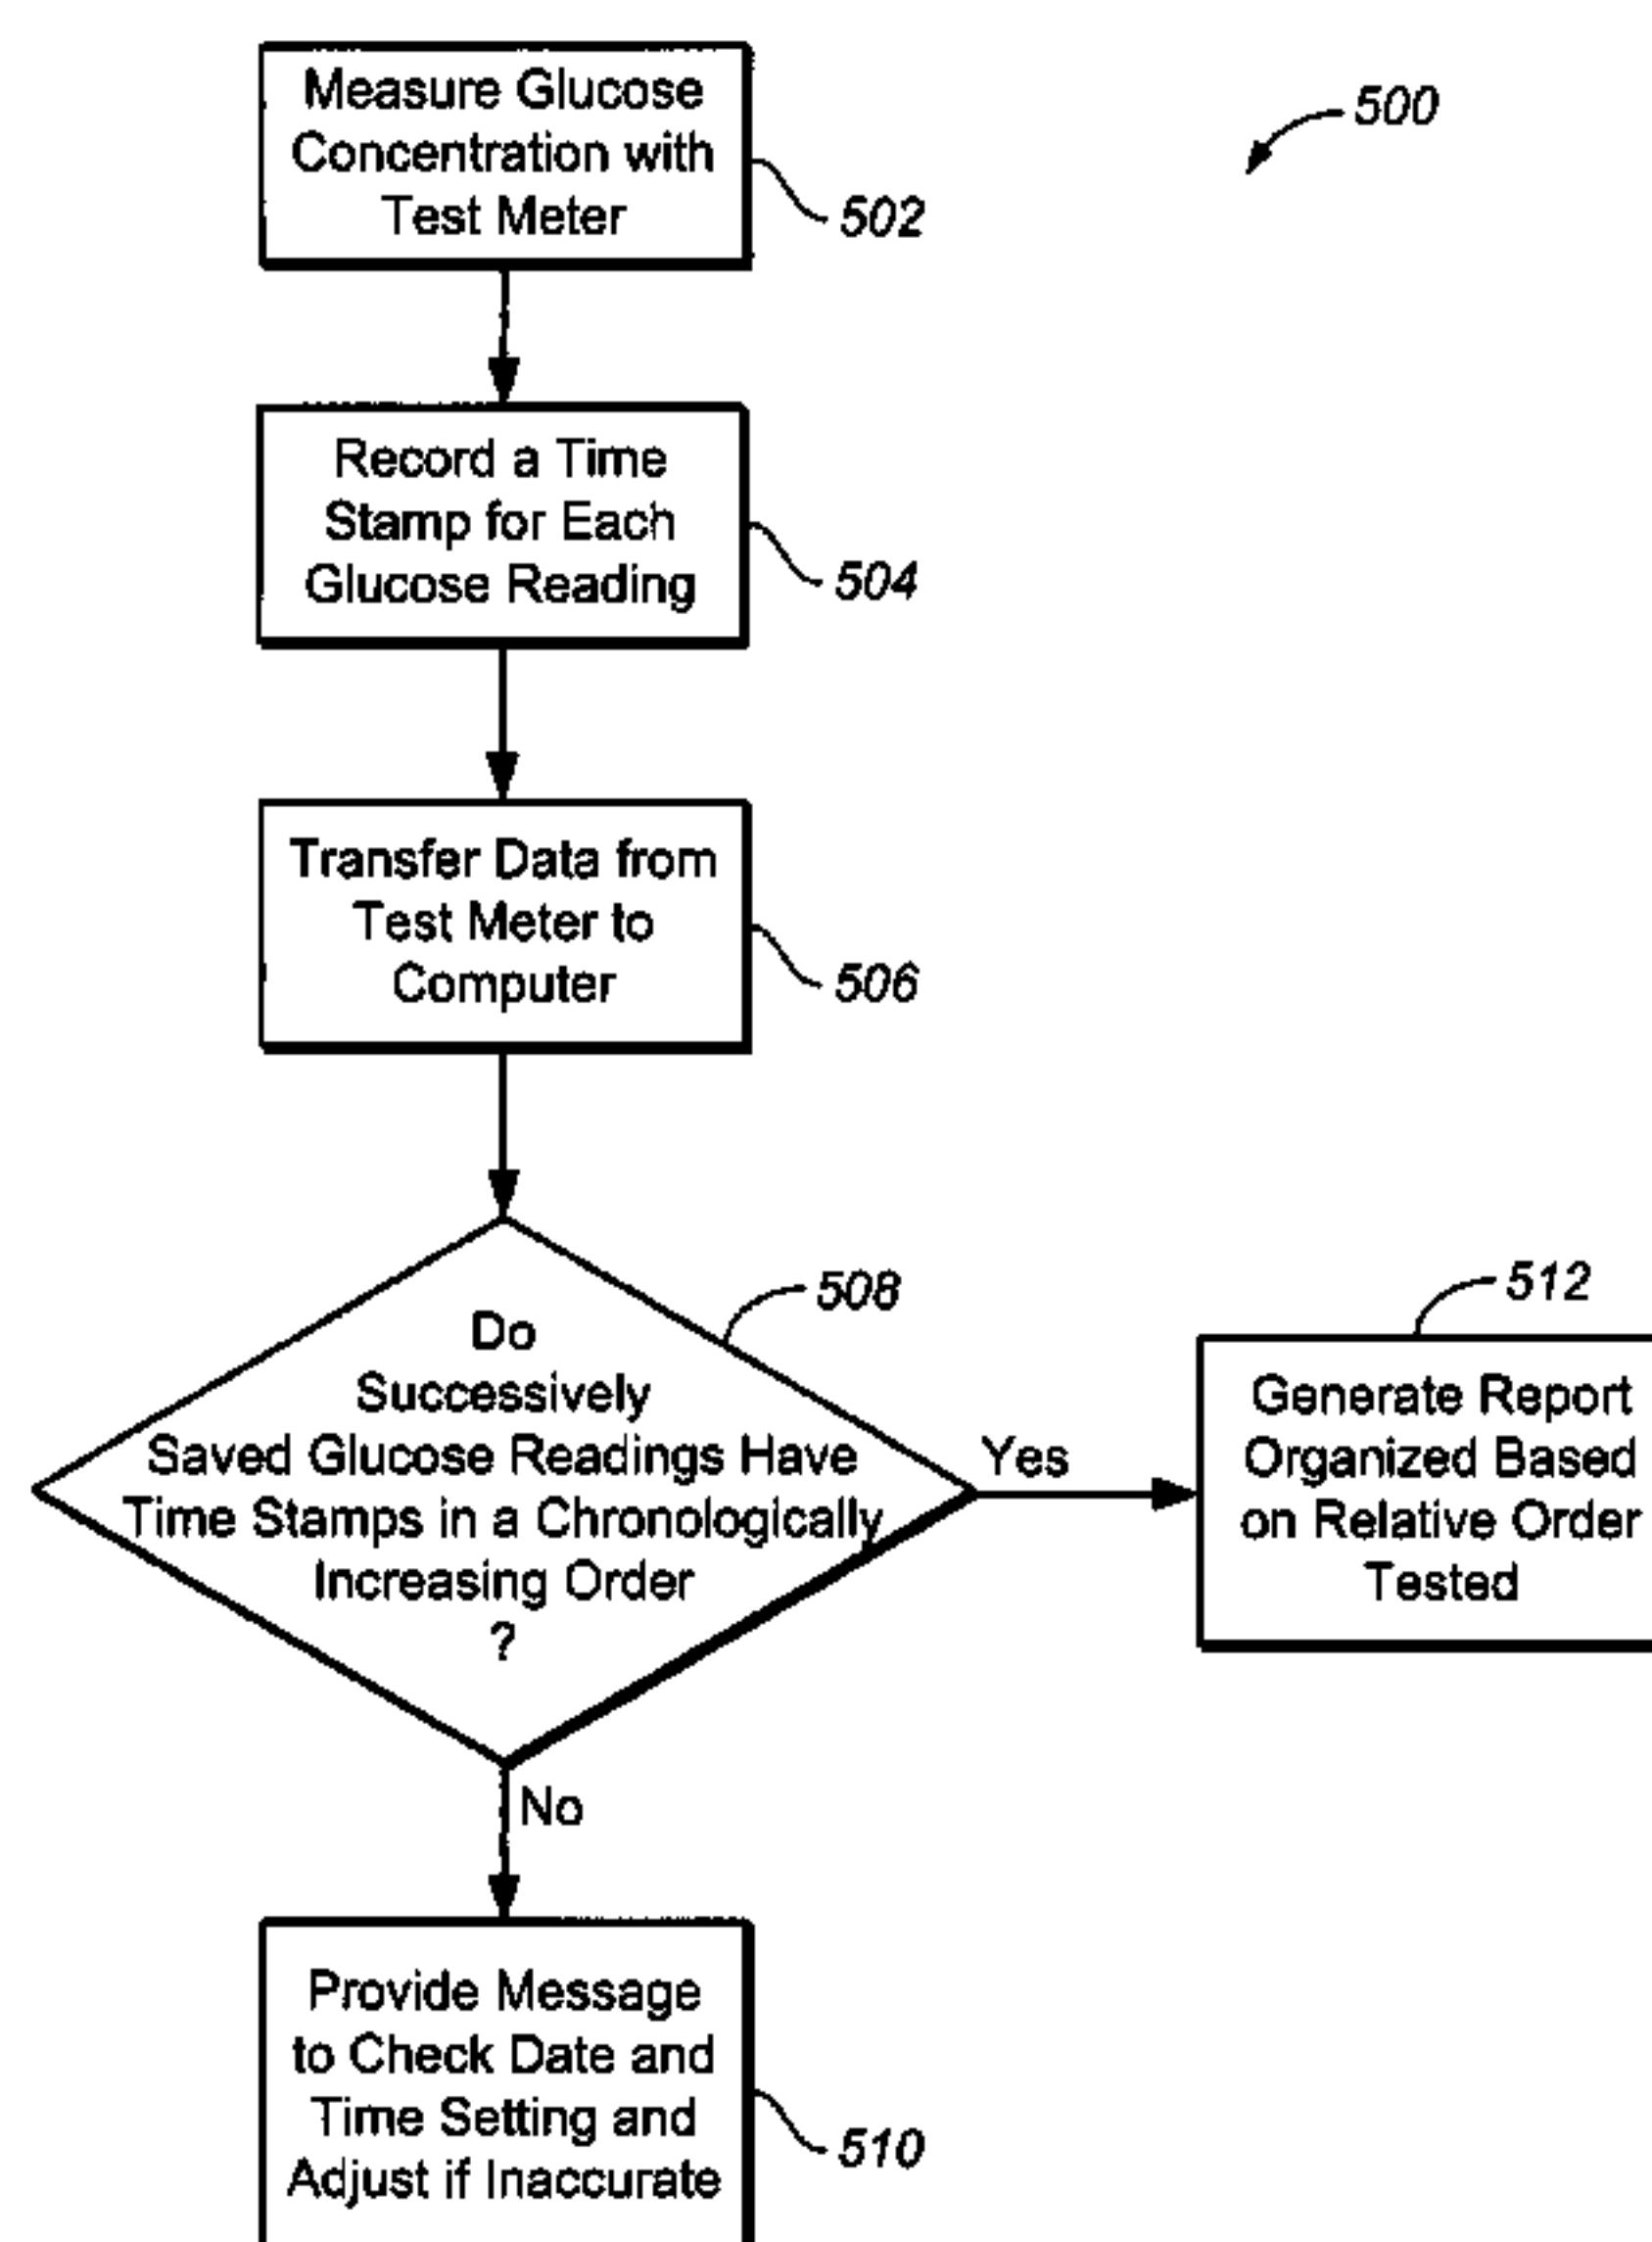 Measure Glucose
Concentration with
Test Meter
500
502
Record a Time
Stamp for Each
Glucose Reading
504
Transfer Data from
Test Meter to
Computer
506
Do
Successively
Saved Glucose Readings Have
Time Stamps in a Chronologically
Increasing Order
?
508
Yes
512
Generate Report
Organized Based
on Relative Order
Tested
No
Provide Message
to Check Date and
Time Setting and
Adjust if Inaccurate
510